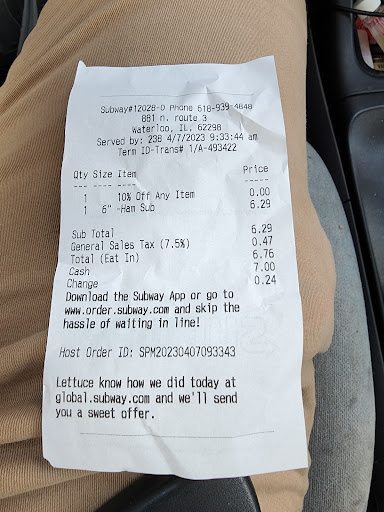 Subway#12028-0 Phone 618-939-4848
881 n. route 3
Waterloo, IL, 62298
Served by: 238 4/7/2023 9:33:44 am
Term ID-Trans# 1/A-493422
Qty Size Item Price
1 10% Off Any Item 0.00
1 6" -Ham Sub 6.29
Sub Total 6.29
General Sales Tax (7.5%) 0.47
Total (Eat In) 6.76
Cash 7.00
Change 0.24
Download the Subway App or go to
www.order.subway.com and skip the
hassle of waiting in line!
Host Order ID: SPM20230407093343
Lettuce know how we did today at
global.subway.com and we'll send
you a sweet offer.